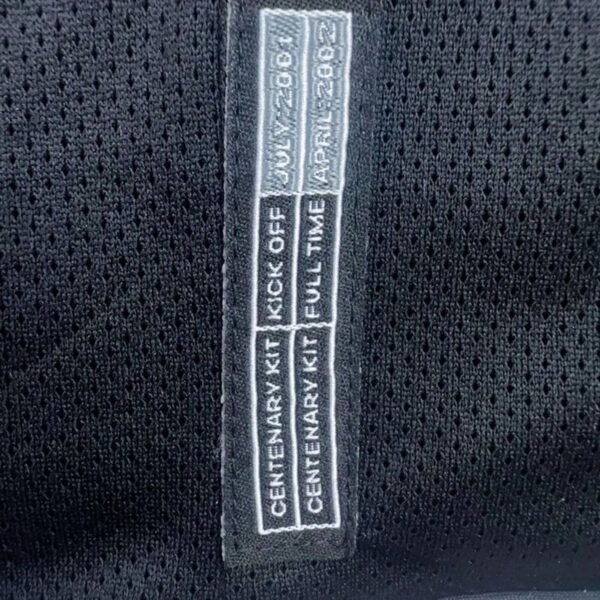 CENTENARY KIT KICK OFF JULY 2001
CENTENARY KIT FULL TIME APRIL 2002